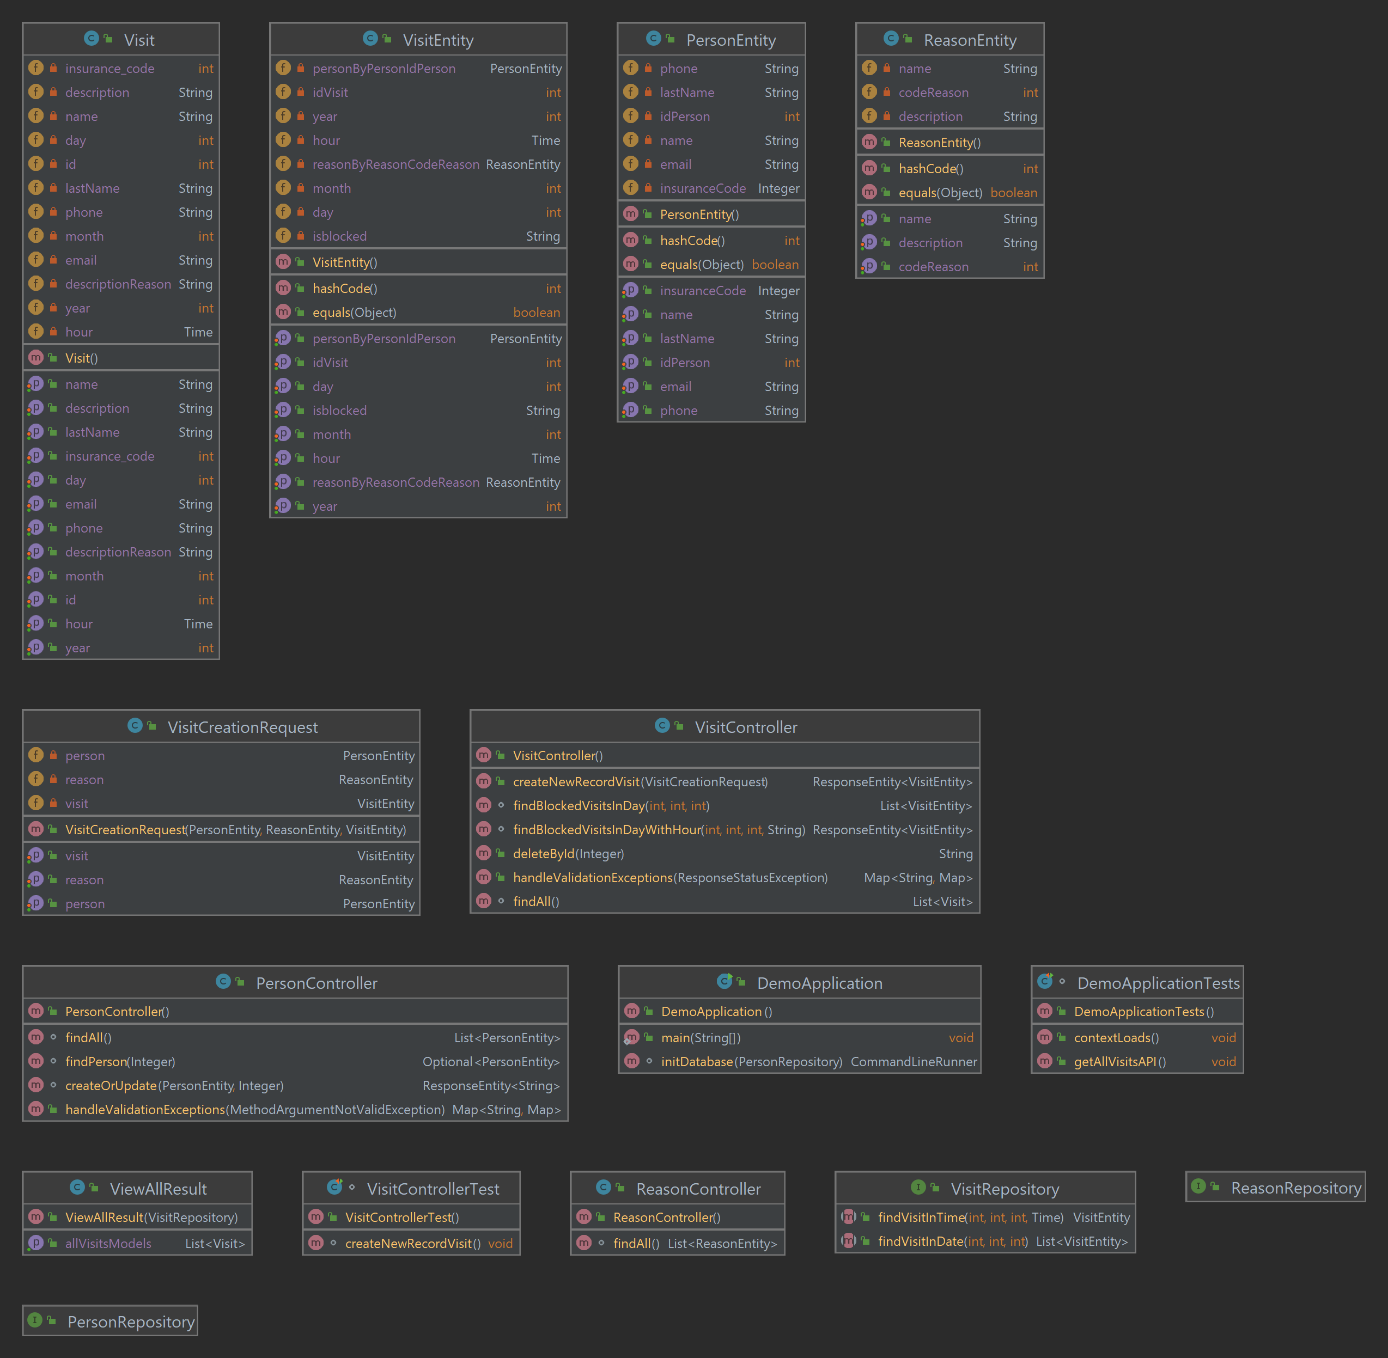 Visit
insurance_code int
description String
name String
day int
id int
lastName String
phone String
month int
email String
descriptionReason String
year int
hour Time
Visit()
name String
description String
lastName String
insurance_code int
day int
email String
phone String
descriptionReason String
month int
id int
hour Time
year int
VisitEntity
personByPersonIdPerson PersonEntity
idVisit int
year int
hour Time
reasonByReasonCodeReason ReasonEntity
month int
day int
isblocked String
VisitEntity()
hashCode() int
equals(Object) boolean
personByPersonIdPerson PersonEntity
idVisit int
day int
isblocked String
month int
hour Time
reasonByReasonCodeReason ReasonEntity
year int
PersonEntity
phone String
lastName String
idPerson int
name String
email String
insuranceCode Integer
PersonEntity()
hashCode() int
equals(Object) boolean
insuranceCode Integer
name String
lastName String
idPerson int
email String
phone String
ReasonEntity
name String
codeReason int
description String
ReasonEntity()
hashCode() int
equals(Object) boolean
name String
description String
codeReason int
VisitCreationRequest
person PersonEntity
reason ReasonEntity
visit VisitEntity
VisitCreationRequest(PersonEntity, ReasonEntity, VisitEntity)
visit VisitEntity
reason ReasonEntity
person PersonEntity
VisitController
VisitController()
createNewRecordVisit(VisitCreationRequest) ResponseEntity<VisitEntity>
findBlockedVisitsInDay(int, int, int) List<VisitEntity>
findBlockedVisitsInDayWithHour(int, int, int, String) ResponseEntity<VisitEntity>
deleteById(Integer) String
handleValidationExceptions(ResponseStatusException) Map<String, Map>
findAll() List<Visit>
PersonController
PersonController()
findAll() List<PersonEntity>
findPerson(Integer) Optional<PersonEntity>
createOrUpdate(PersonEntity, Integer) ResponseEntity<String>
handleValidationExceptions(MethodArgumentNotValidException) Map<String, Map>
DemoApplication
DemoApplication()
main(String[]) void
initDatabase(PersonRepository) CommandLineRunner
DemoApplicationTests
DemoApplicationTests()
contextLoads() void
getAllVisitsAPI() void
ViewAllResult
ViewAllResult(VisitRepository)
allVisitsModels List<Visit>
VisitControllerTest
VisitControllerTest()
createNewRecordVisit() void
ReasonController
ReasonController()
findAll() List<ReasonEntity>
VisitRepository
findVisitInTime(int, int, int, Time) VisitEntity
findVisitInDate(int, int, int) List<VisitEntity>
ReasonRepository
PersonRepository